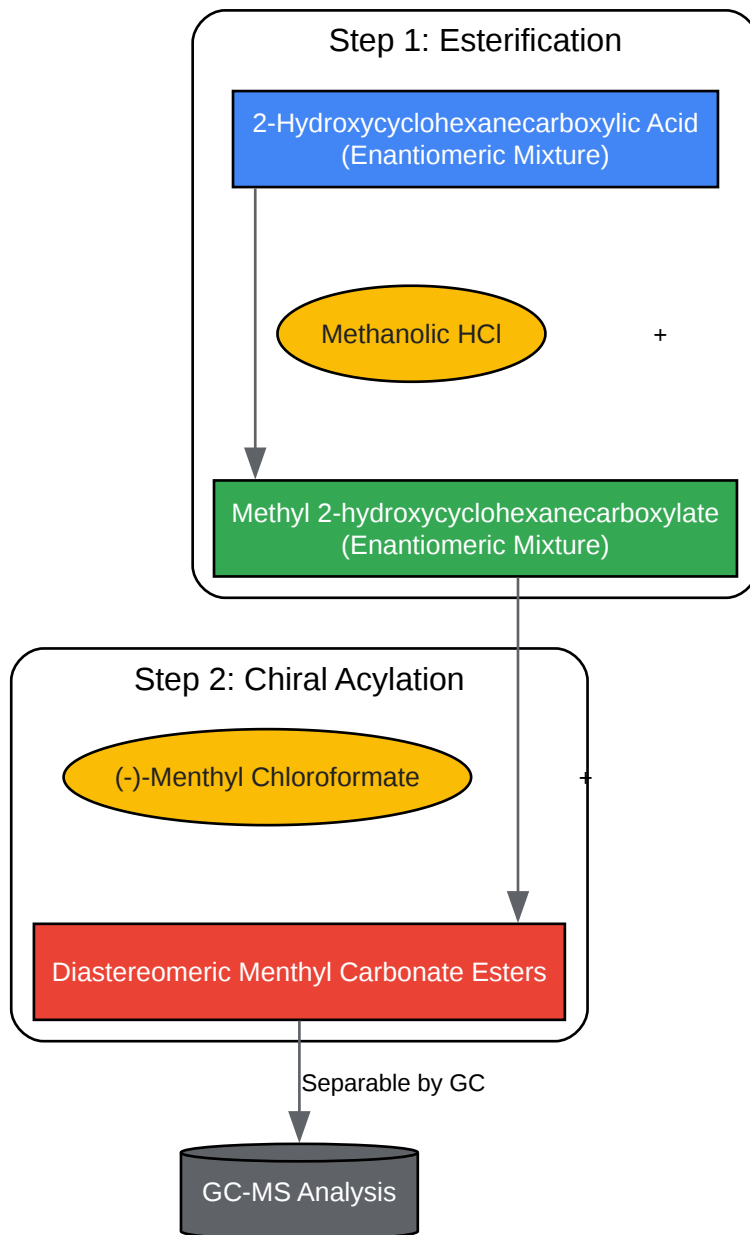 Step 1: Esterification
2-Hydroxycyclohexanecarboxylic Acid
(Enantiomeric Mixture)
Methanolic HCl
+
Methyl 2-hydroxycyclohexanecarboxylate
(Enantiomeric Mixture)
Step 2: Chiral Acylation
(-)-Menthyl Chloroformate
+
Diastereomeric Menthyl Carbonate Esters
Separable by GC
GC-MS Analysis